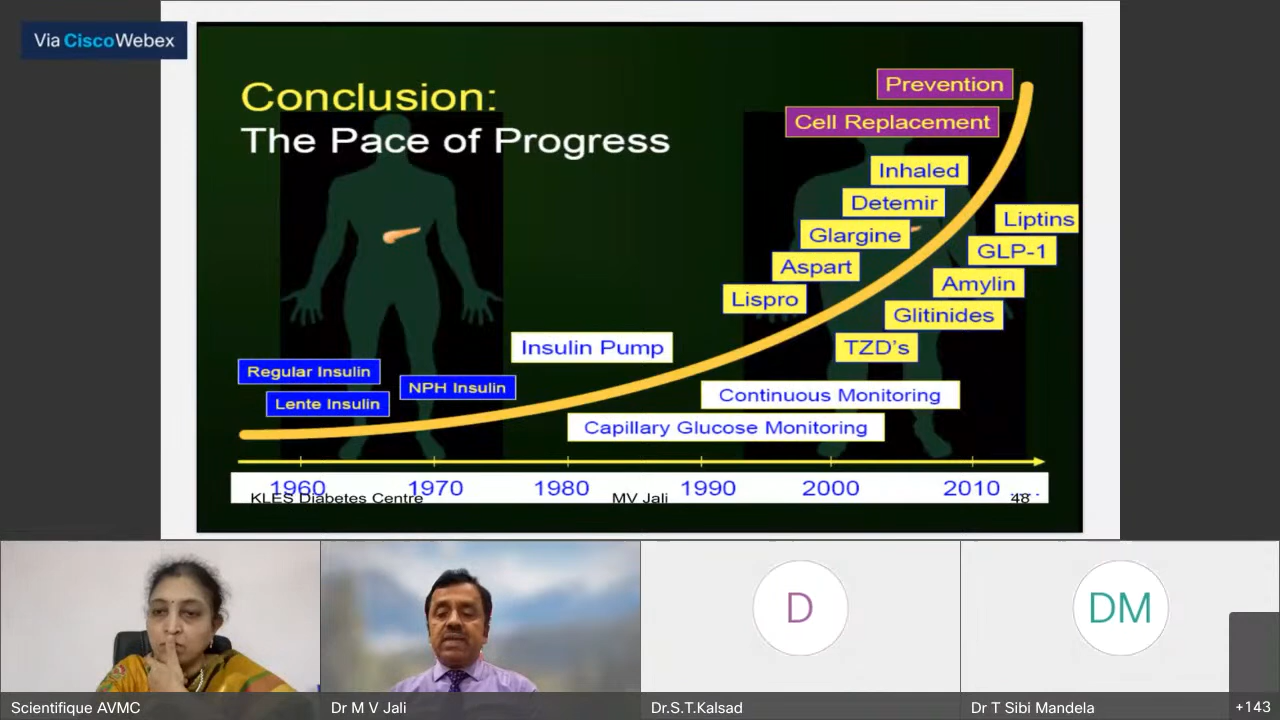 Via Cisco Webex
Conclusion:
The Pace of Progress
Prevention
Cell Replacement
Inhaled
Detemir
Liptins
Glargine
GLP-1
Aspart
Amylin
Lispro
Glitinides
Insulin Pump
TZD's
Regular Insulin
NPH Insulin
Lente Insulin
Continuous Monitoring
Capillary Glucose Monitoring
1960 1970 1980 1990 2000 2010 ...
KLES Diabetes Centre MV Jali 48
D
DM
Scientifique AVMC
Dr M V Jali
Dr.S.T.Kalsad
Dr T Sibi Mandela
+143